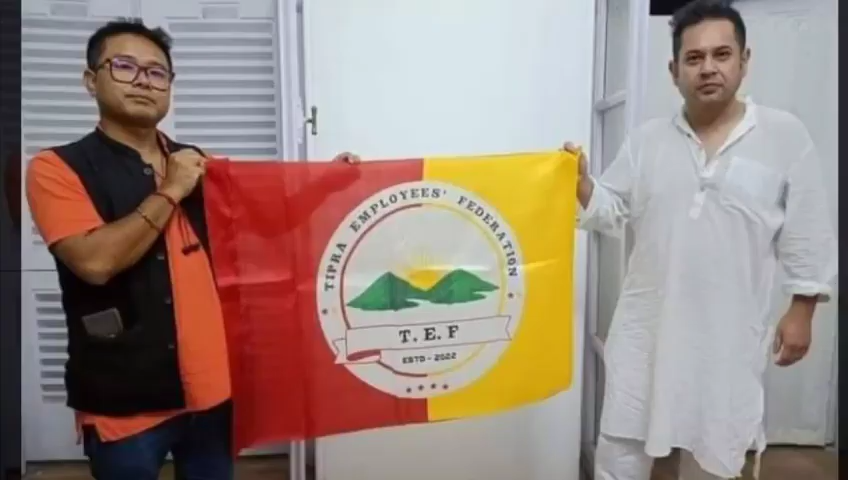 TIPRA EMPLOYEES' FEDERATION
T. E. F
ESTD - 2022